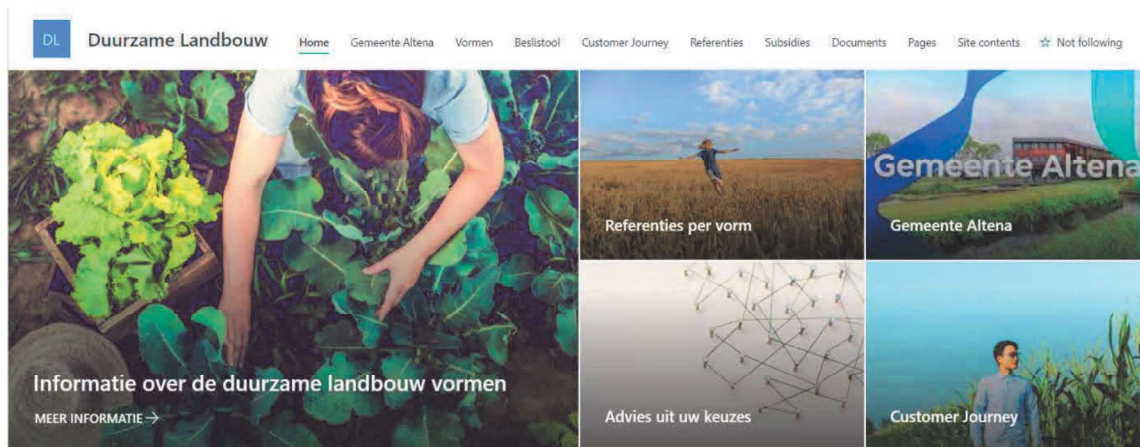 DL
Duurzame Landbouw
Home Gemeente Altena Vormen Beslistool Customer Journey Referenties Subsidies Documents Pages Site contents ☆ Not following
Gemeente Altena
Informatie over de duurzame landbouw vormen
MEER INFORMATIE →
Referenties per vorm
Gemeente Altena
Advies uit uw keuzes
Customer Journey